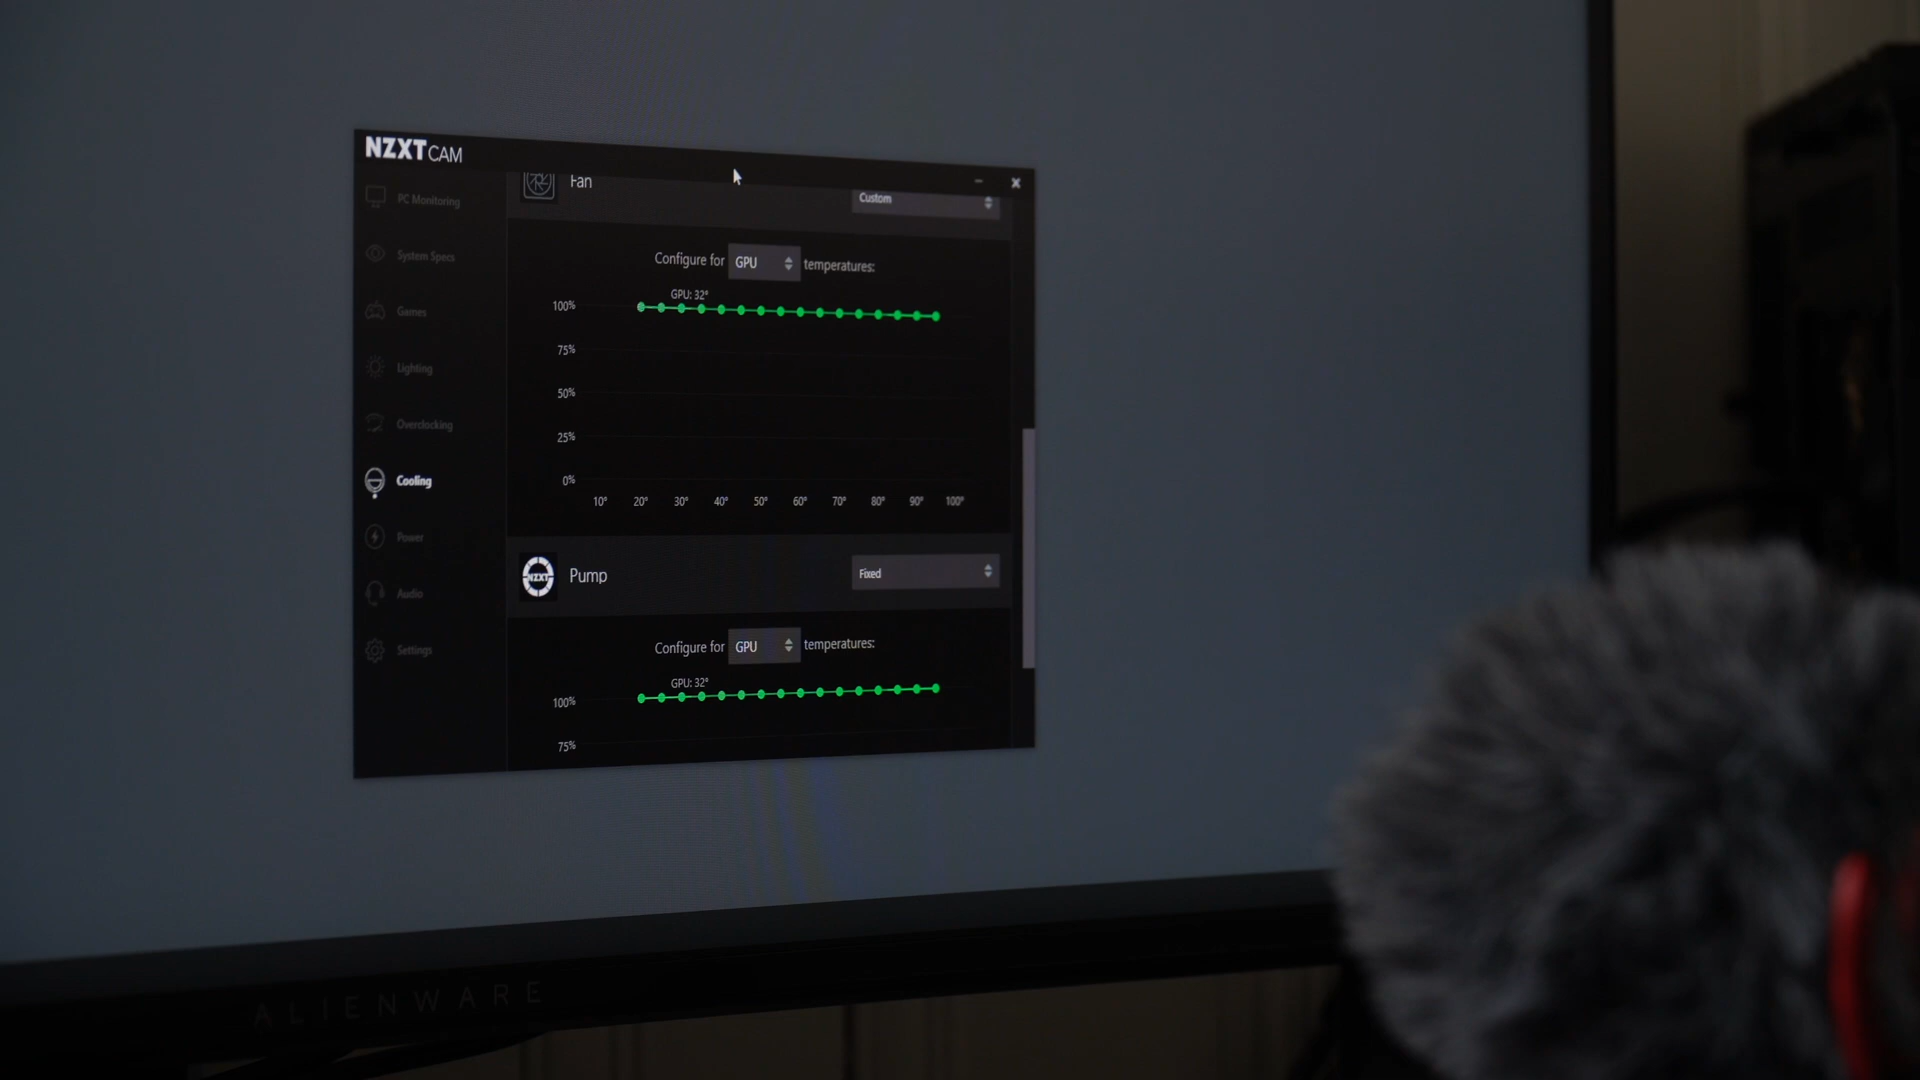 NZXT CAM
Fan
Custom
PC Monitoring
System Specs
Games
Lighting
Overclocking
Cooling
Power
Audio
Settings
Configure for GPU temperatures:
GPU: 32°
100%
75%
50%
25%
0%
10° 20° 30° 40° 50° 60° 70° 80° 90° 100°
NZXT
Pump
Fixed
Configure for GPU temperatures:
GPU: 32°
100%
75%
ALIENWARE